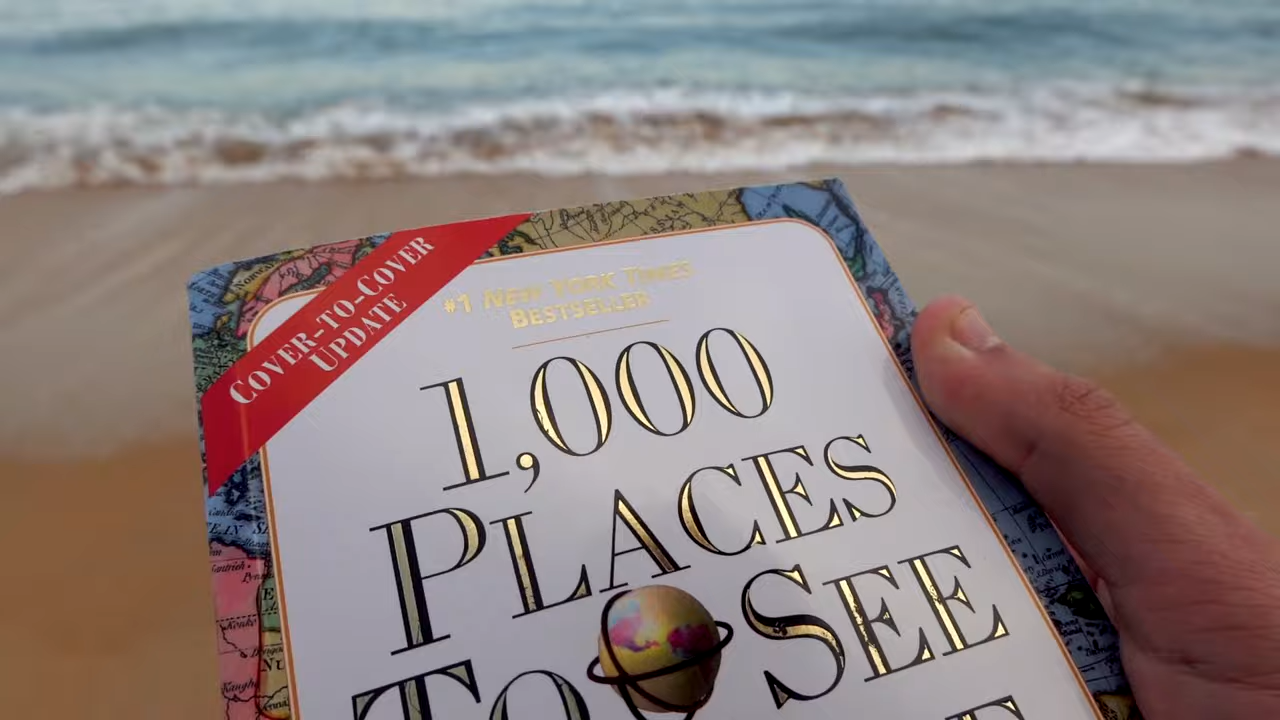 COVER-TO-COVER
UPDATE
#1 NEW YORK TIMES
BESTSELLER
1,000
PLACES
TO SEE